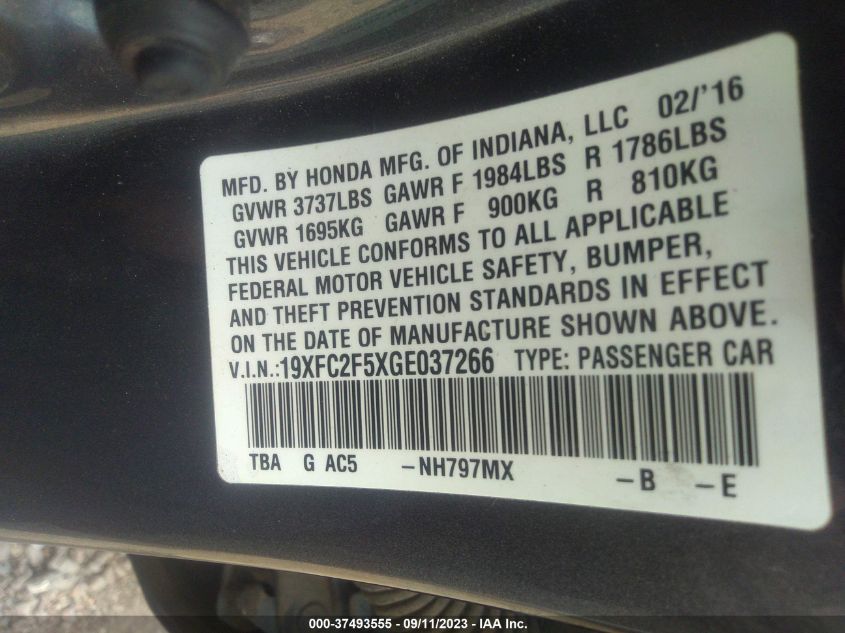 MFD. BY HONDA MFG. OF INDIANA, LLC 02/'16
GVWR 3737LBS GAWR F 1984LBS R 1786LBS
GVWR 1695KG GAWR F 900KG R 810KG
THIS VEHICLE CONFORMS TO ALL APPLICABLE
FEDERAL MOTOR VEHICLE SAFETY, BUMPER,
AND THEFT PREVENTION STANDARDS IN EFFECT
ON THE DATE OF MANUFACTURE SHOWN ABOVE.
V.I.N.:19XFC2F5XGE037266 TYPE: PASSENGER CAR
TBA G AC5 –NH797MX –B –E
000-37493555 - 09/11/2023 - IAA Inc.